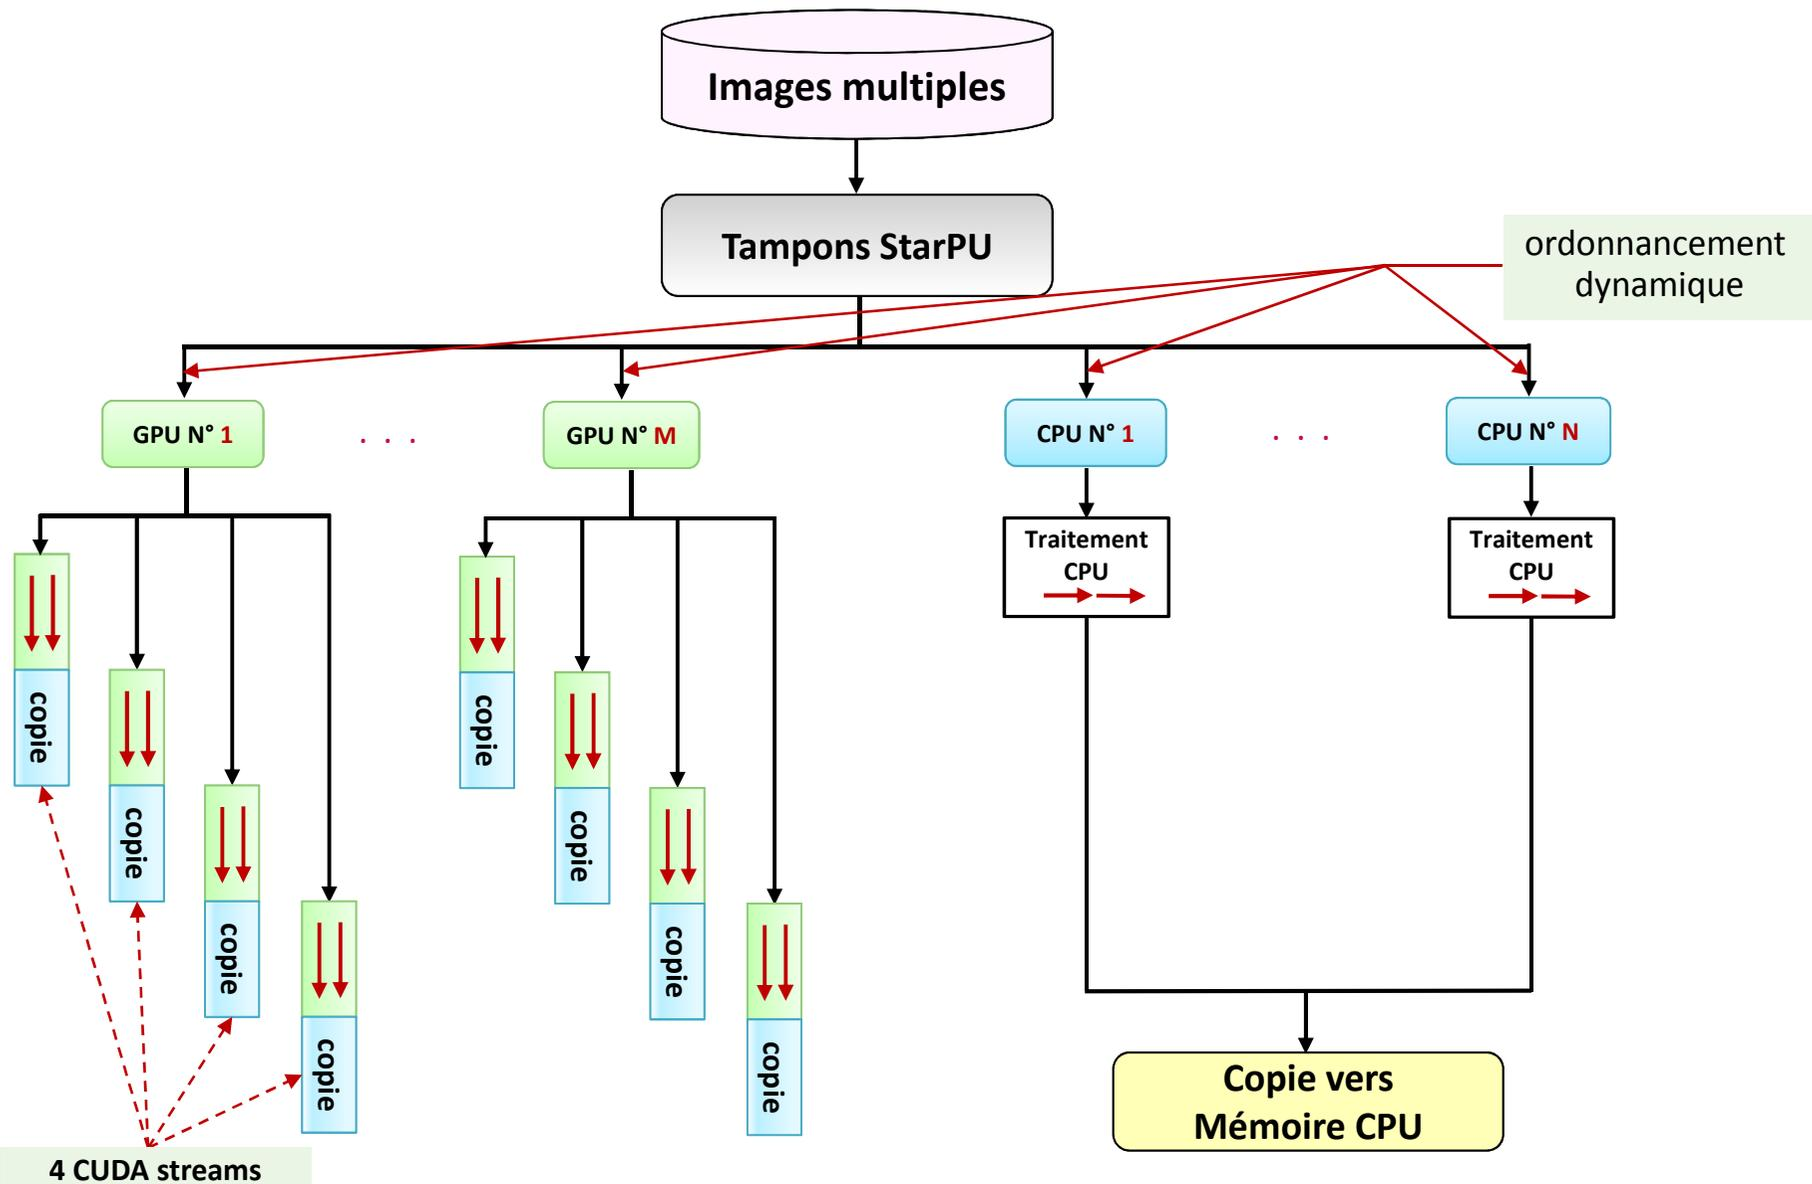 Images multiples
Tampons StarPU
ordonnancement
dynamique
GPU N° 1
. . .
GPU N° M
CPU N° 1
. . .
CPU N° N
Traitement
CPU
Traitement
CPU
copie
copie
copie
copie
copie
copie
copie
copie
Copie vers
Mémoire CPU
4 CUDA streams